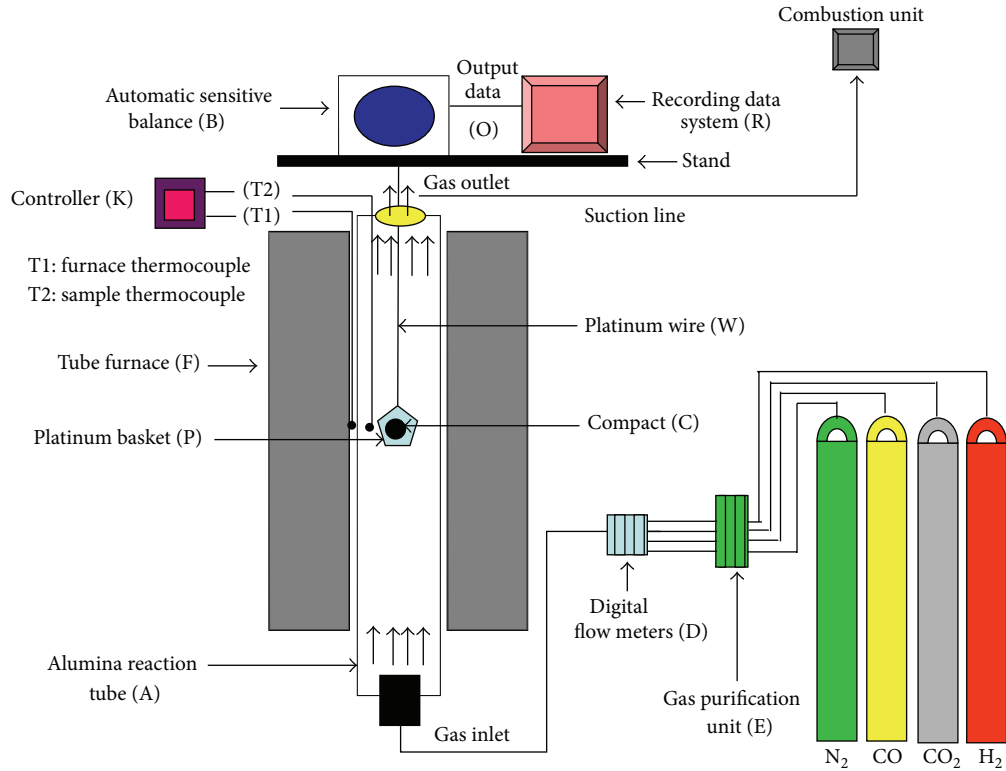 Combustion unit
Output
data
(O)
Automatic sensitive
balance (B)
Recording data
system (R)
Stand
Gas outlet
Controller (K)
(T2)
(T1)
Suction line
T1: furnace thermocouple
T2: sample thermocouple
Platinum wire (W)
Tube furnace (F)
Compact (C)
Platinum basket (P)
Digital
flow meters (D)
Alumina reaction
tube (A)
Gas purification
unit (E)
Gas inlet
N₂ CO CO₂ H₂